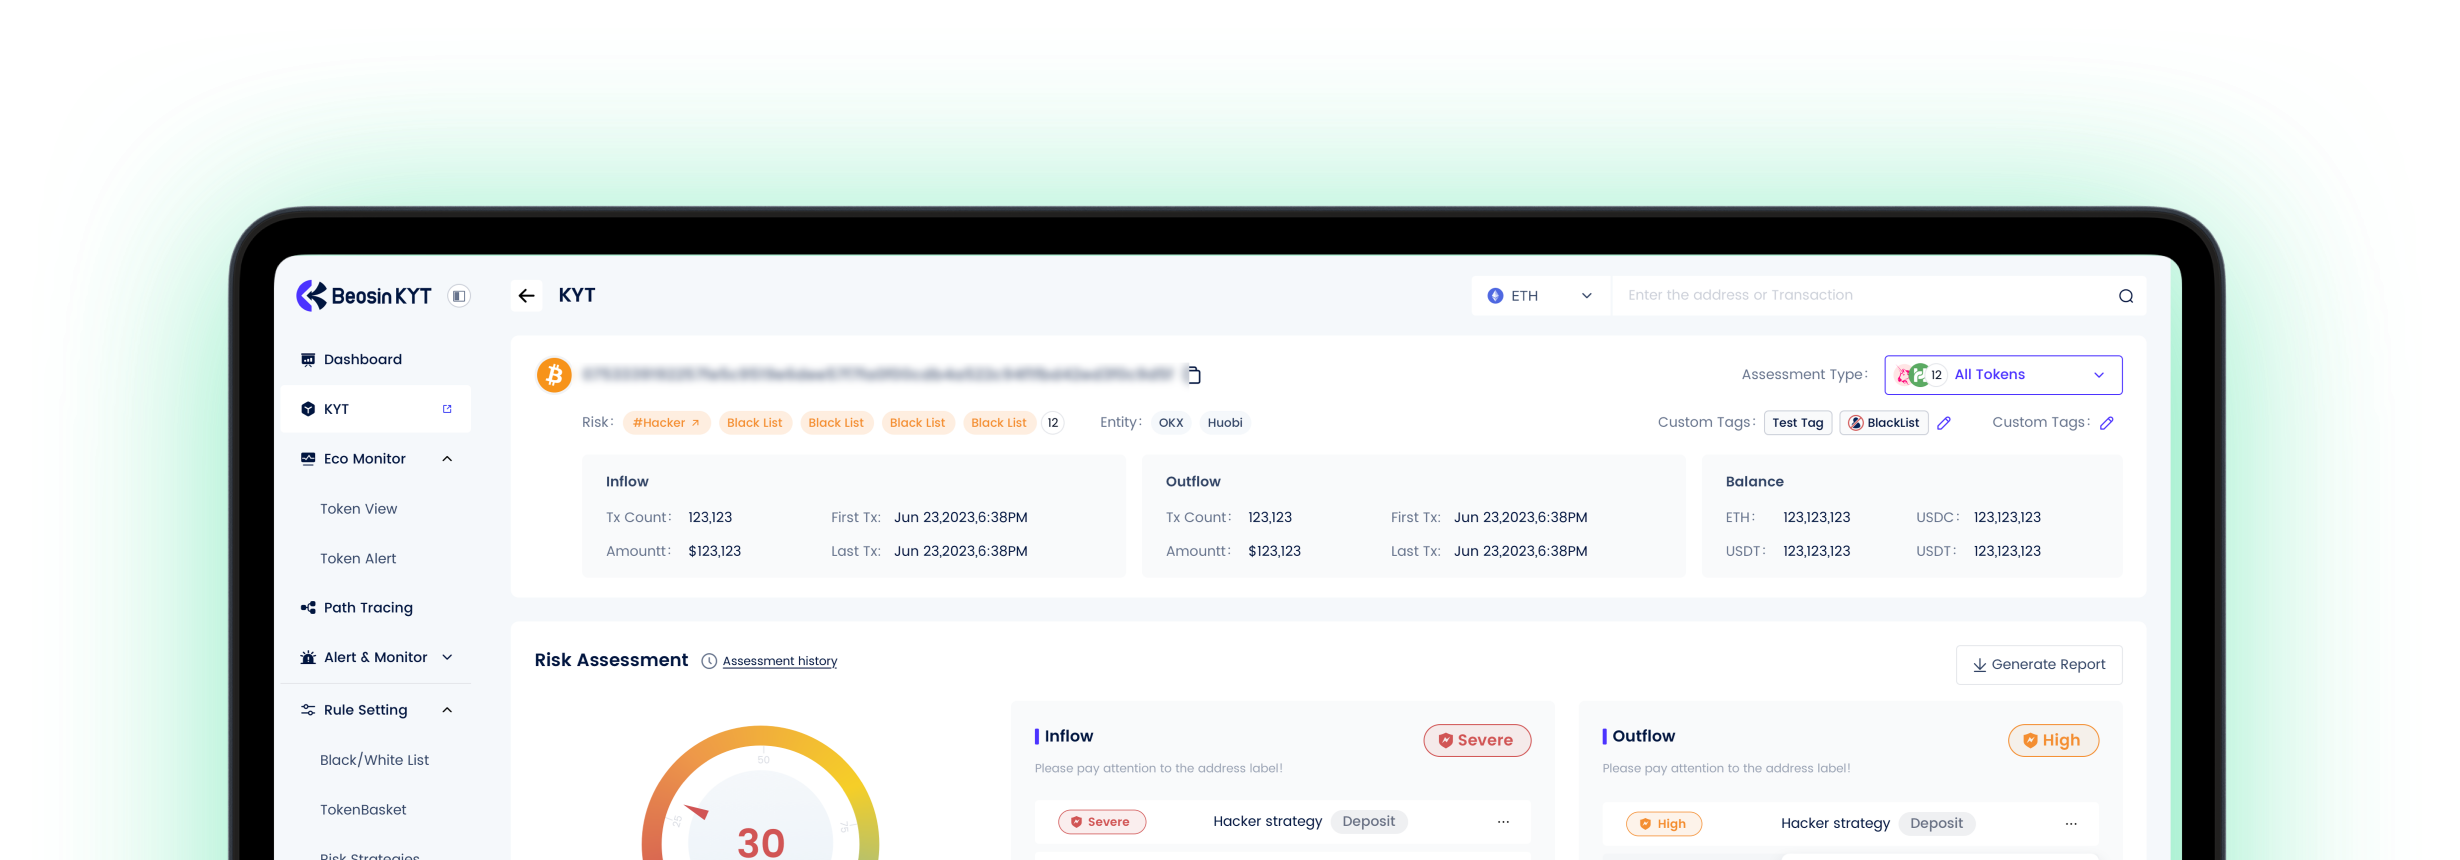 Beosin KYT
KYT
ETH
Enter the address or Transaction
Dashboard
KYT
Eco Monitor
Token View
Token Alert
Path Tracing
Alert & Monitor
Rule Setting
Black/White List
TokenBasket
Risk Strategies
Assessment Type:
12
All Tokens
Risk:
#Hacker
Black List
Black List
Black List
Black List
12
Entity:
OKX
Huobi
Custom Tags:
Test Tag
BlackList
Custom Tags:
Inflow
Tx Count: 123,123
First Tx: Jun 23,2023,6:38PM
Amountt: $123,123
Last Tx: Jun 23,2023,6:38PM
Outflow
Tx Count: 123,123
First Tx: Jun 23,2023,6:38PM
Amountt: $123,123
Last Tx: Jun 23,2023,6:38PM
Balance
ETH: 123,123,123
USDC: 123,123,123
USDT: 123,123,123
USDT: 123,123,123
Risk Assessment
Assessment history
Generate Report
50
25
75
30
Inflow
Severe
Please pay attention to the address label!
Severe
Hacker strategy
Deposit
Outflow
High
Please pay attention to the address label!
High
Hacker strategy
Deposit